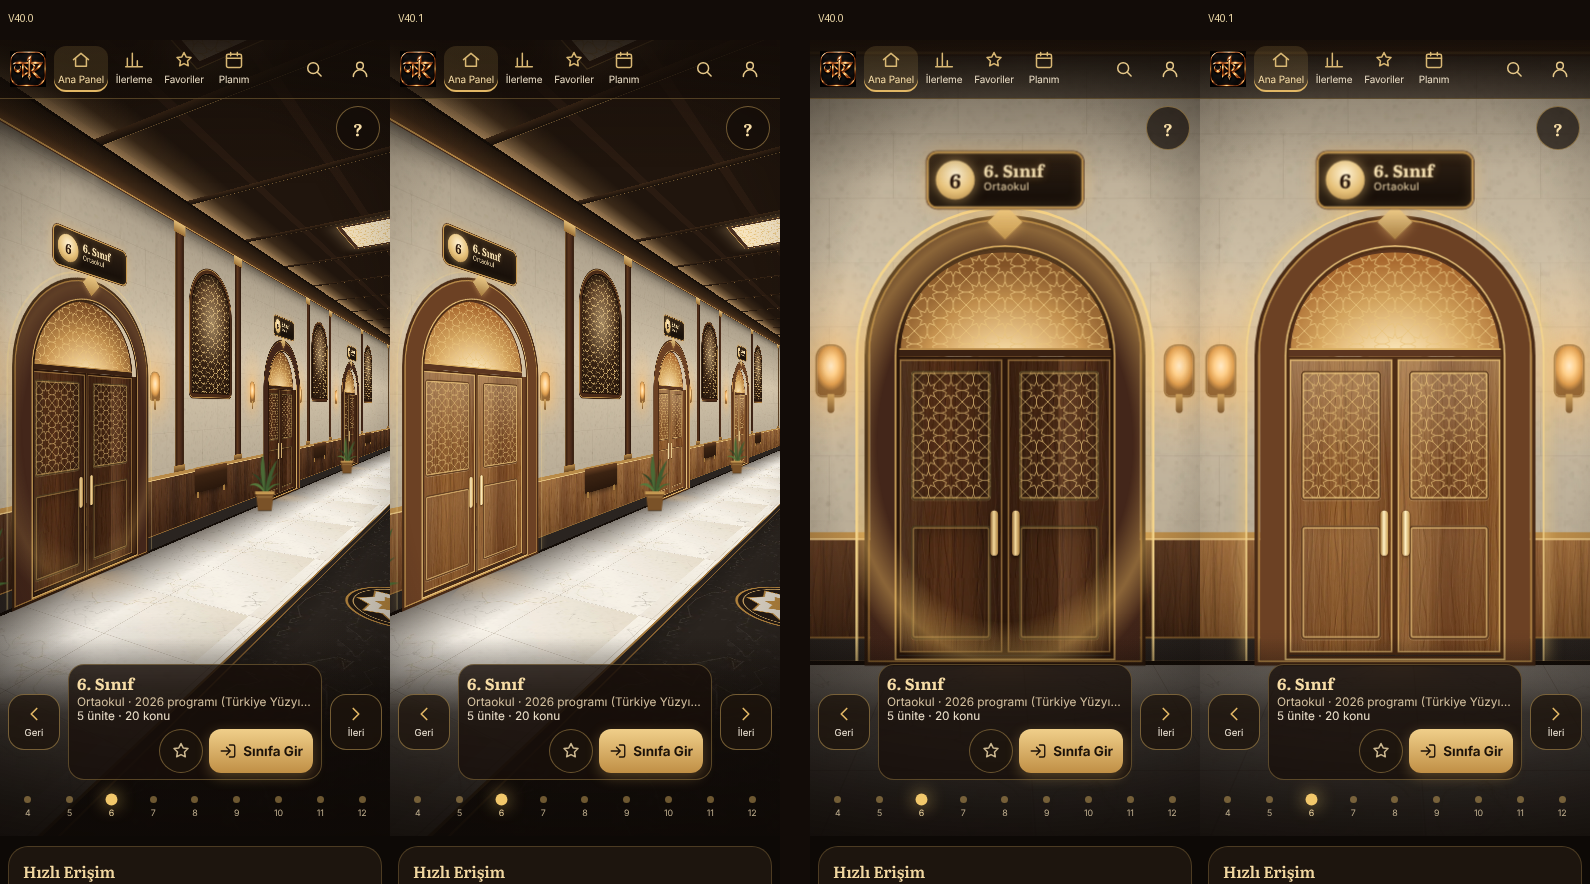 V40.0
V40.1
V40.0
V40.1
Ana Panel
İlerleme
Favoriler
Planım
?
6
6. Sınıf
Ortaokul
6. Sınıf
Ortaokul · 2026 programı (Türkiye Yüzyı...
5 ünite · 20 konu
Geri
Sınıfa Gir
İleri
4 5 6 7 8 9 10 11 12
Hızlı Erişim
Ana Panel
İlerleme
Favoriler
Planım
?
6
6. Sınıf
Ortaokul
6. Sınıf
Ortaokul · 2026 programı (Türkiye Yüzyı...
5 ünite · 20 konu
Geri
Sınıfa Gir
İleri
4 5 6 7 8 9 10 11 12
Hızlı Erişim
Ana Panel
İlerleme
Favoriler
Planım
?
6
6. Sınıf
Ortaokul
6. Sınıf
Ortaokul · 2026 programı (Türkiye Yüzyı...
5 ünite · 20 konu
Geri
Sınıfa Gir
İleri
4 5 6 7 8 9 10 11 12
Hızlı Erişim
Ana Panel
İlerleme
Favoriler
Planım
?
6
6. Sınıf
Ortaokul
6. Sınıf
Ortaokul · 2026 programı (Türkiye Yüzyı...
5 ünite · 20 konu
Geri
Sınıfa Gir
İleri
4 5 6 7 8 9 10 11 12
Hızlı Erişim